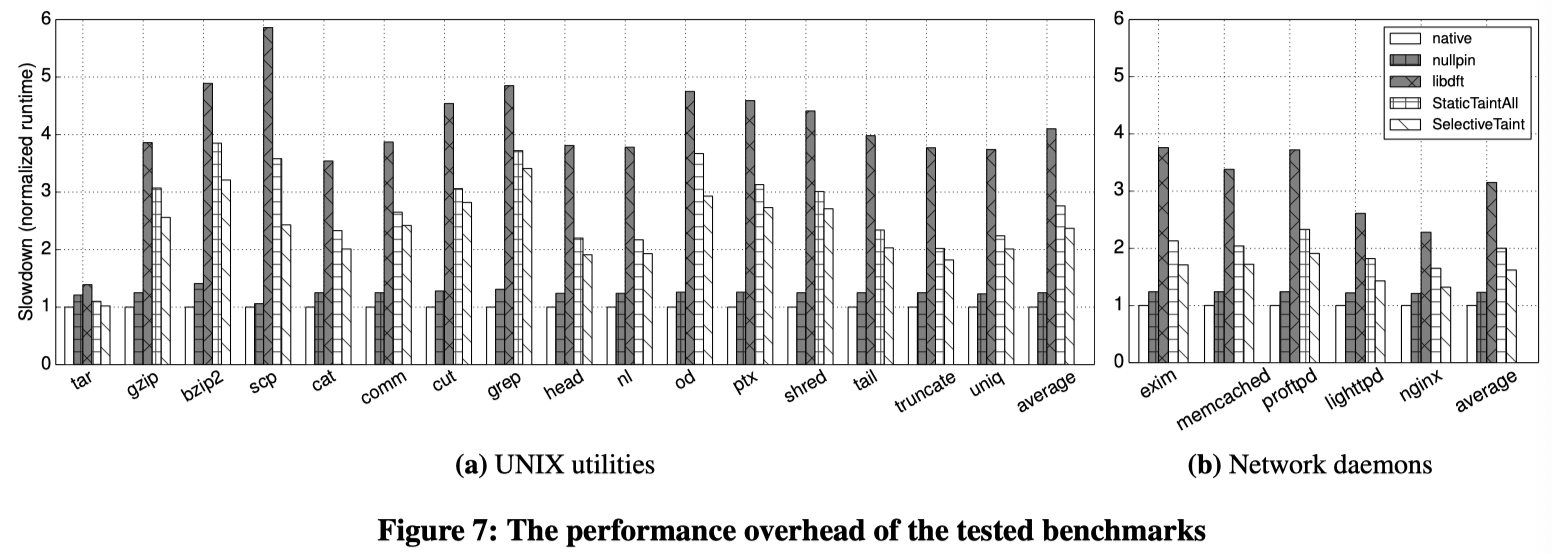 Slowdown (normalized runtime)
6
5
4
3
2
1
0
tar
gzip
bzip2
scp
cat
comm
cut
grep
head
nl
od
ptx
shred
tail
truncate
uniq
average
(a) UNIX utilities
6
5
4
3
2
1
0
native
nullpin
libdft
StaticTaintAll
SelectiveTaint
exim
memcached
proftpd
lighttpd
nginx
average
(b) Network daemons
Figure 7: The performance overhead of the tested benchmarks